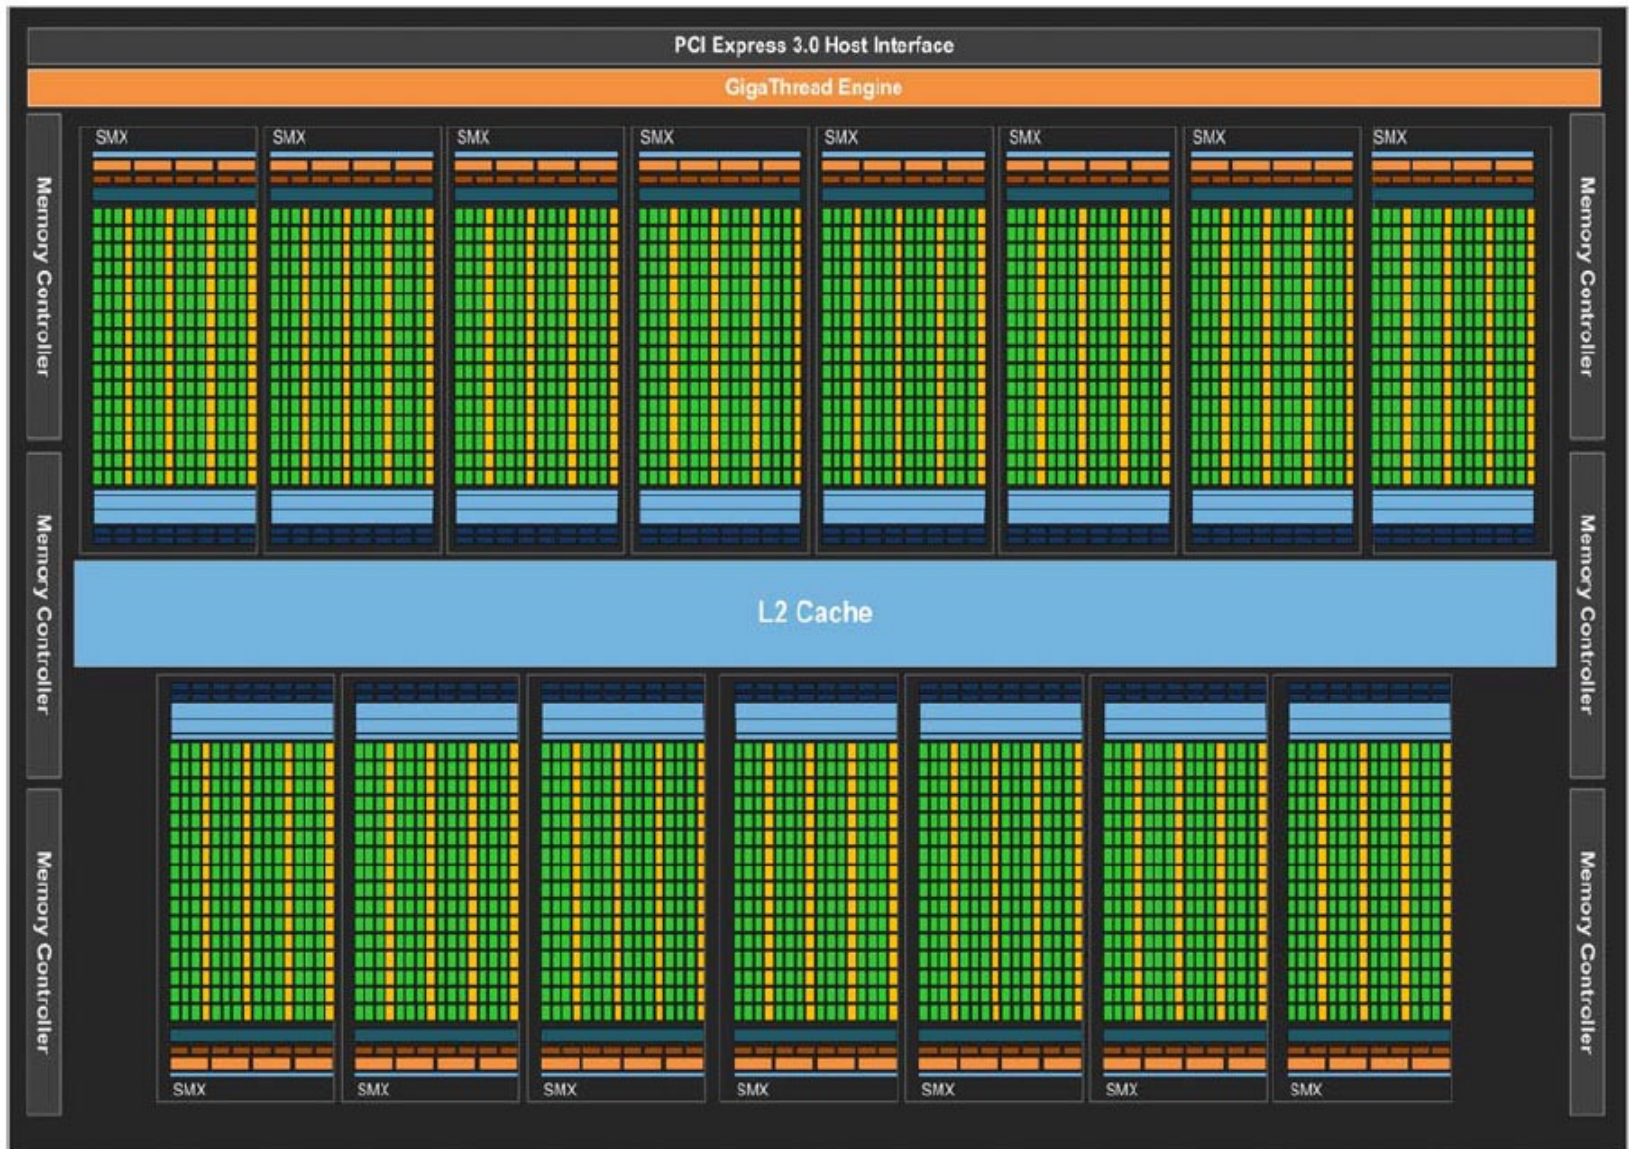 PCI Express 3.0 Host Interface
GigaThread Engine
SMX
SMX
SMX
SMX
SMX
SMX
SMX
SMX
Memory Controller
Memory Controller
Memory Controller
Memory Controller
L2 Cache
Memory Controller
Memory Controller
SMX
SMX
SMX
SMX
SMX
SMX
SMX